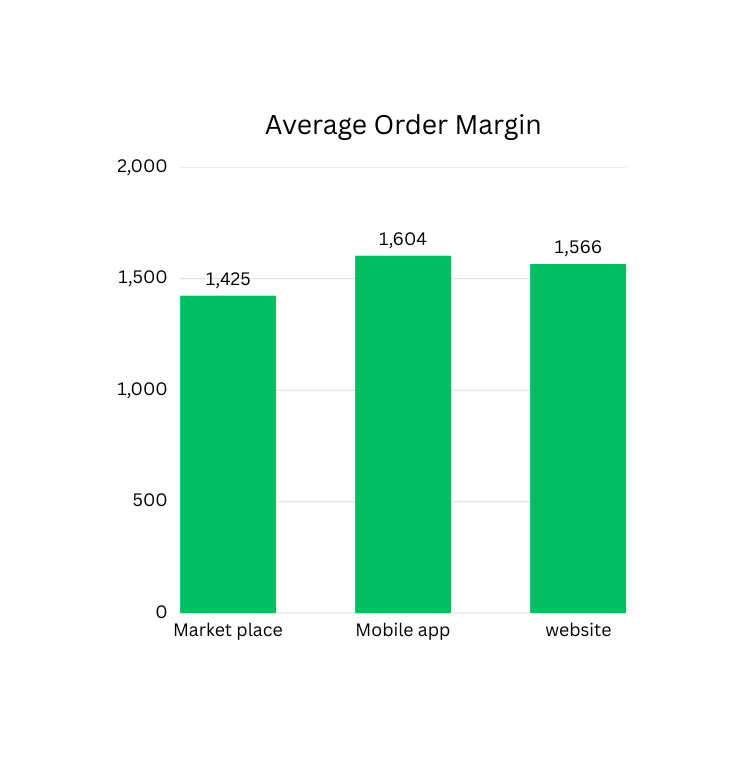 Average Order Margin
2,000
1,604
1,566
1,500
1,425
1,000
500
0
Market place
Mobile app
website